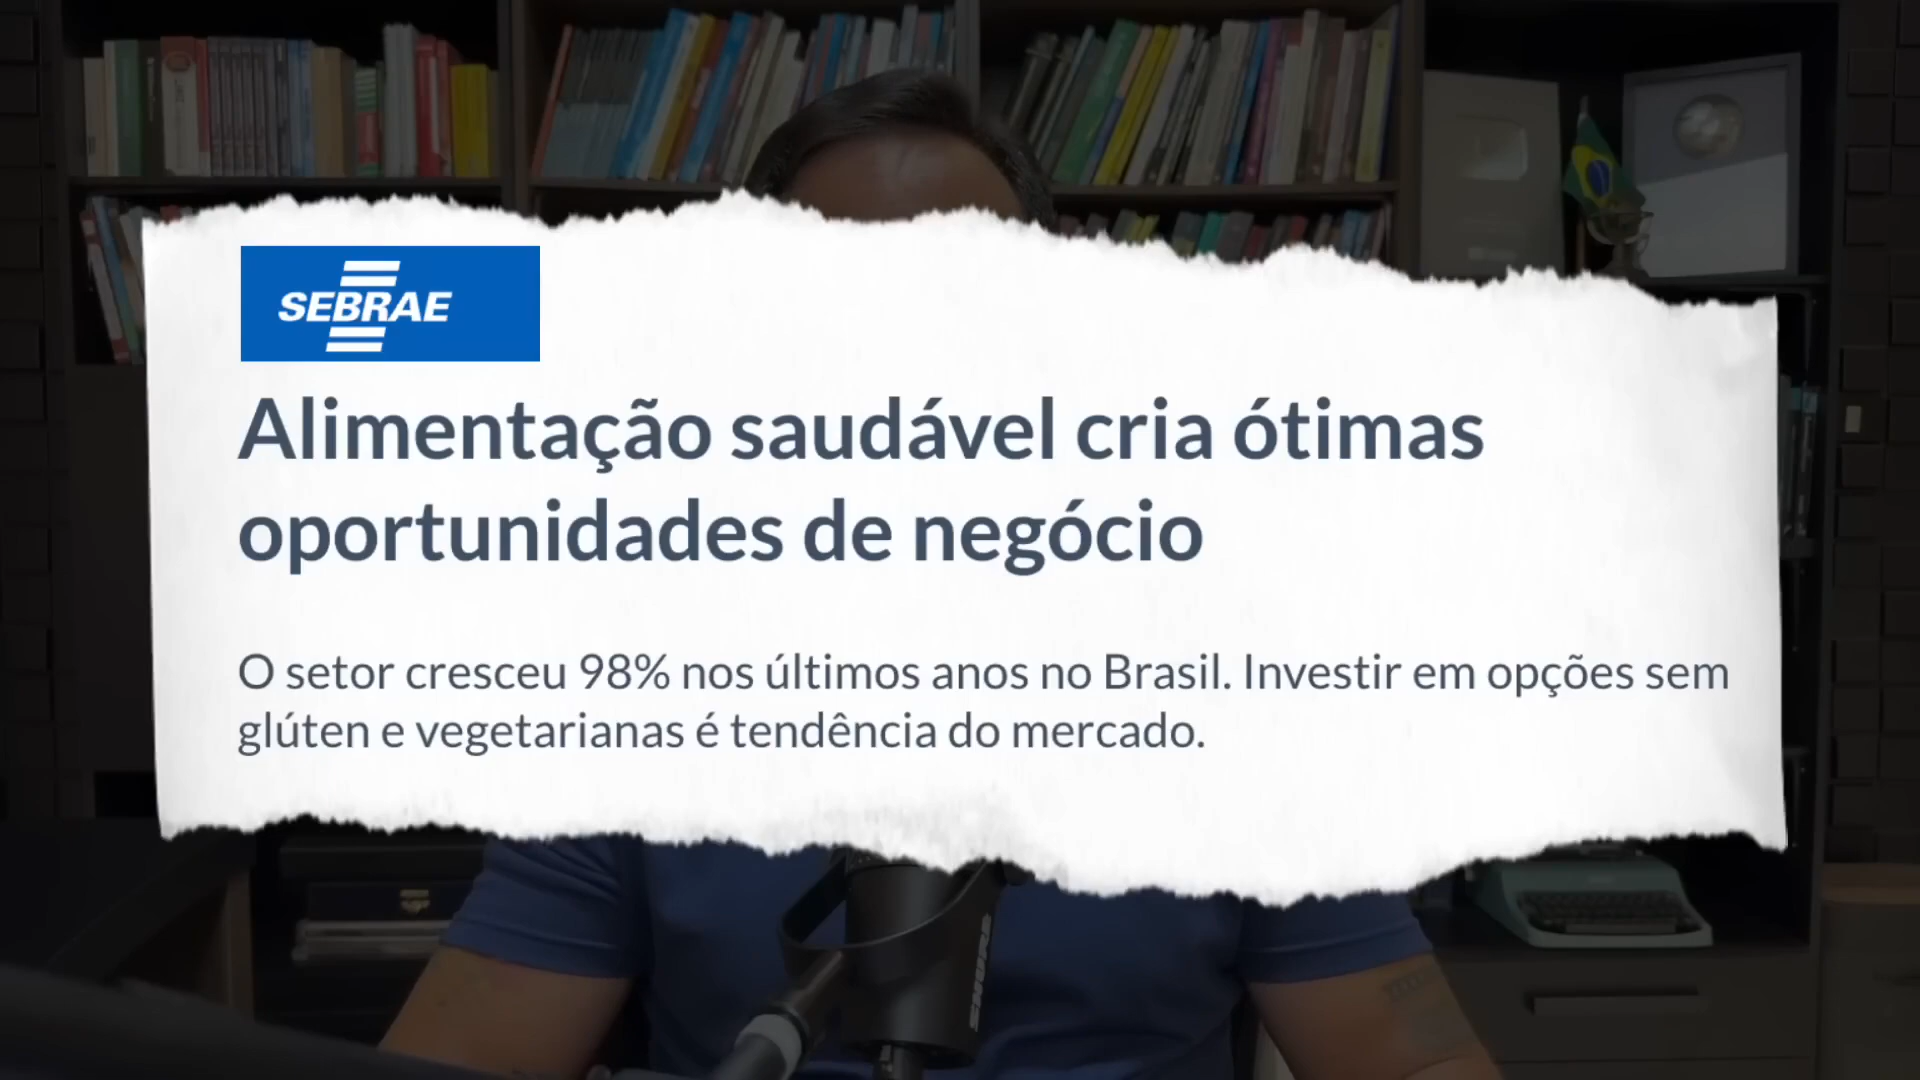 SEBRAE
Alimentação saudável cria ótimas
oportunidades de negócio
O setor cresceu 98% nos últimos anos no Brasil. Investir em opções sem
glúten e vegetarianas é tendência do mercado.